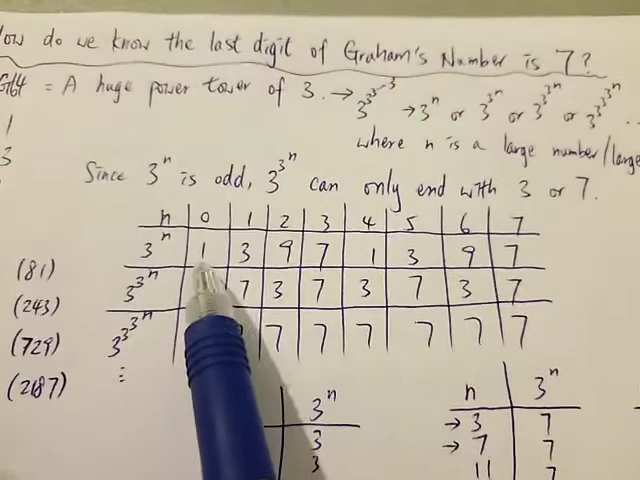 How do we know the last digit of Graham's Number is 7?
G64 = A huge power tower of 3. → 3^3^3^-3 → 3^n or 3^3^n or 3^3^3^n or 3^3^3^3^n ...
1
where n is a large number/large
3
Since 3^n is odd, 3^3^n can only end with 3 or 7.
n 0 1 2 3 4 5 6 7
3^n 1 3 9 7 1 3 9 7
(81)
3^3^n 7 3 7 3 7 3 7
(243)
3^3^3^n 7 7 7 7 7 7
(729)
⋮
(2187)
3^n
3
3
n 3^n
→ 3 7
→ 7 7
11 7